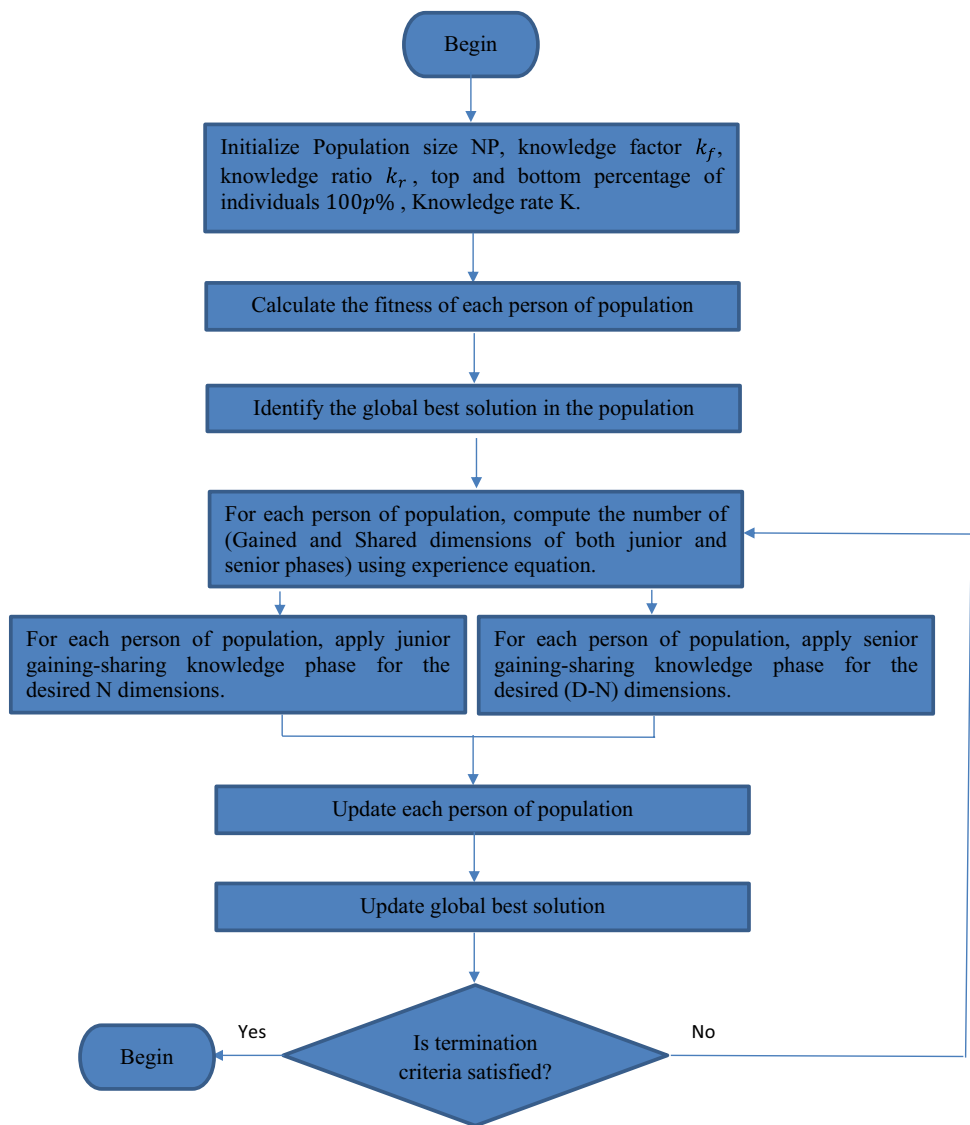 Begin
Initialize Population size NP, knowledge factor k_f,
knowledge ratio k_r , top and bottom percentage of
individuals 100p% , Knowledge rate K.
Calculate the fitness of each person of population
Identify the global best solution in the population
For each person of population, compute the number of
(Gained and Shared dimensions of both junior and
senior phases) using experience equation.
For each person of population, apply junior
gaining-sharing knowledge phase for the
desired N dimensions.
For each person of population, apply senior
gaining-sharing knowledge phase for the
desired (D-N) dimensions.
Update each person of population
Update global best solution
Is termination
criteria satisfied?
Yes
No
Begin